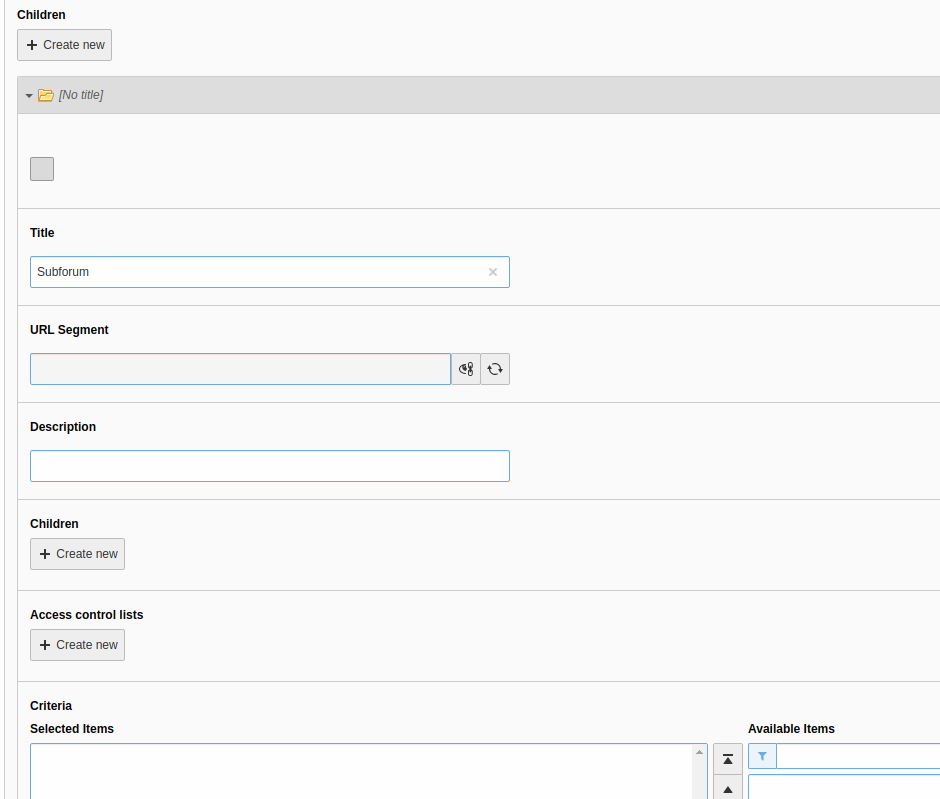 Children
Create new
[No title]
Title
Subforum
URL Segment
Description
Children
Create new
Access control lists
Create new
Criteria
Selected Items
Available Items